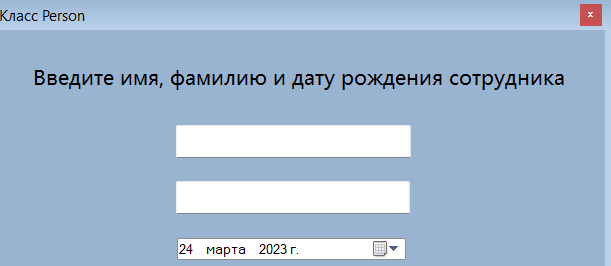 Класс Person
Введите имя, фамилию и дату рождения сотрудника
24 марта 2023 г.